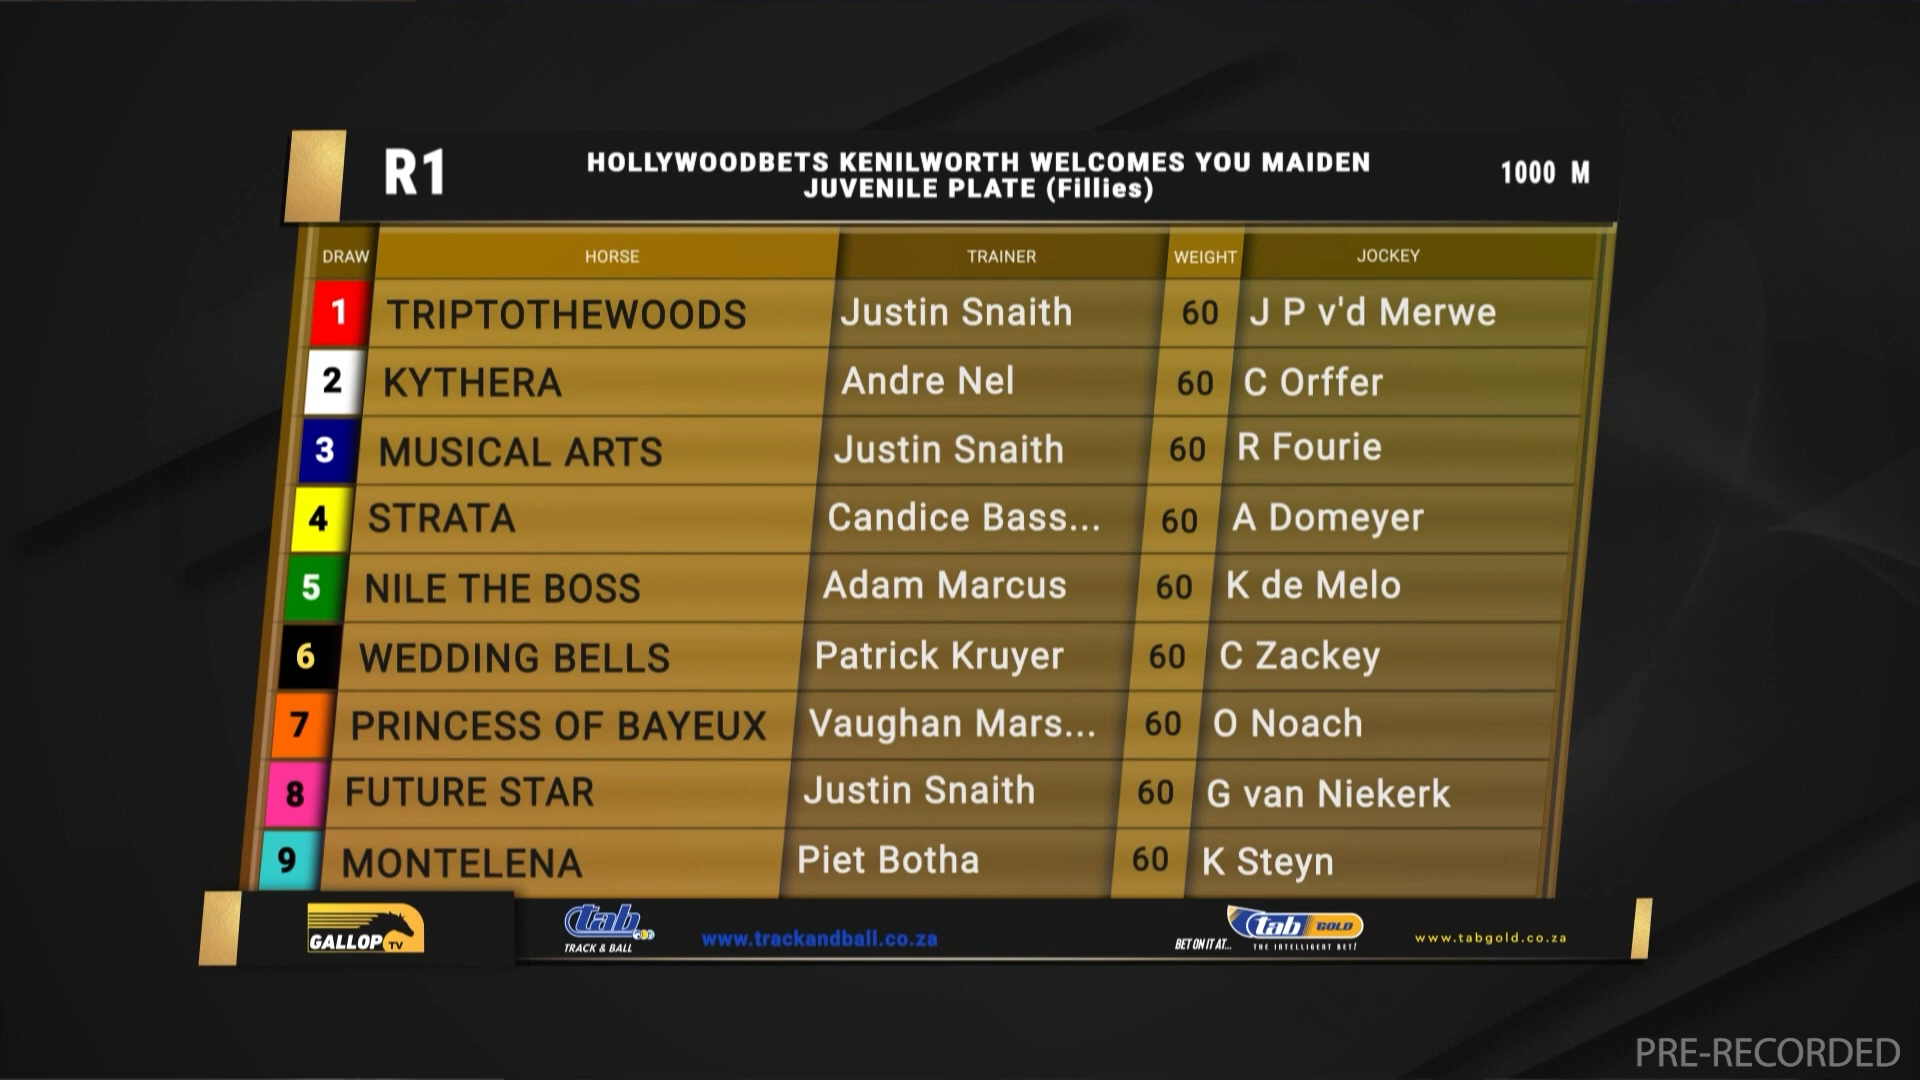 R1
HOLLYWOODBETS KENILWORTH WELCOMES YOU MAIDEN
JUVENILE PLATE (Fillies)
1000 M
DRAW HORSE TRAINER WEIGHT JOCKEY
1 TRIPTOTHEWOODS Justin Snaith 60 J P v'd Merwe
2 KYTHERA Andre Nel 60 C Orffer
3 MUSICAL ARTS Justin Snaith 60 R Fourie
4 STRATA Candice Bass... 60 A Domeyer
5 NILE THE BOSS Adam Marcus 60 K de Melo
6 WEDDING BELLS Patrick Kruyer 60 C Zackey
7 PRINCESS OF BAYEUX Vaughan Mars... 60 O Noach
8 FUTURE STAR Justin Snaith 60 G van Niekerk
9 MONTELENA Piet Botha 60 K Steyn
GALLOP TV
tab
TRACK & BALL
www.trackandball.co.za
BET ON IT AT...
tab GOLD
THE INTELLIGENT BET!
www.tabgold.co.za
PRE-RECORDED